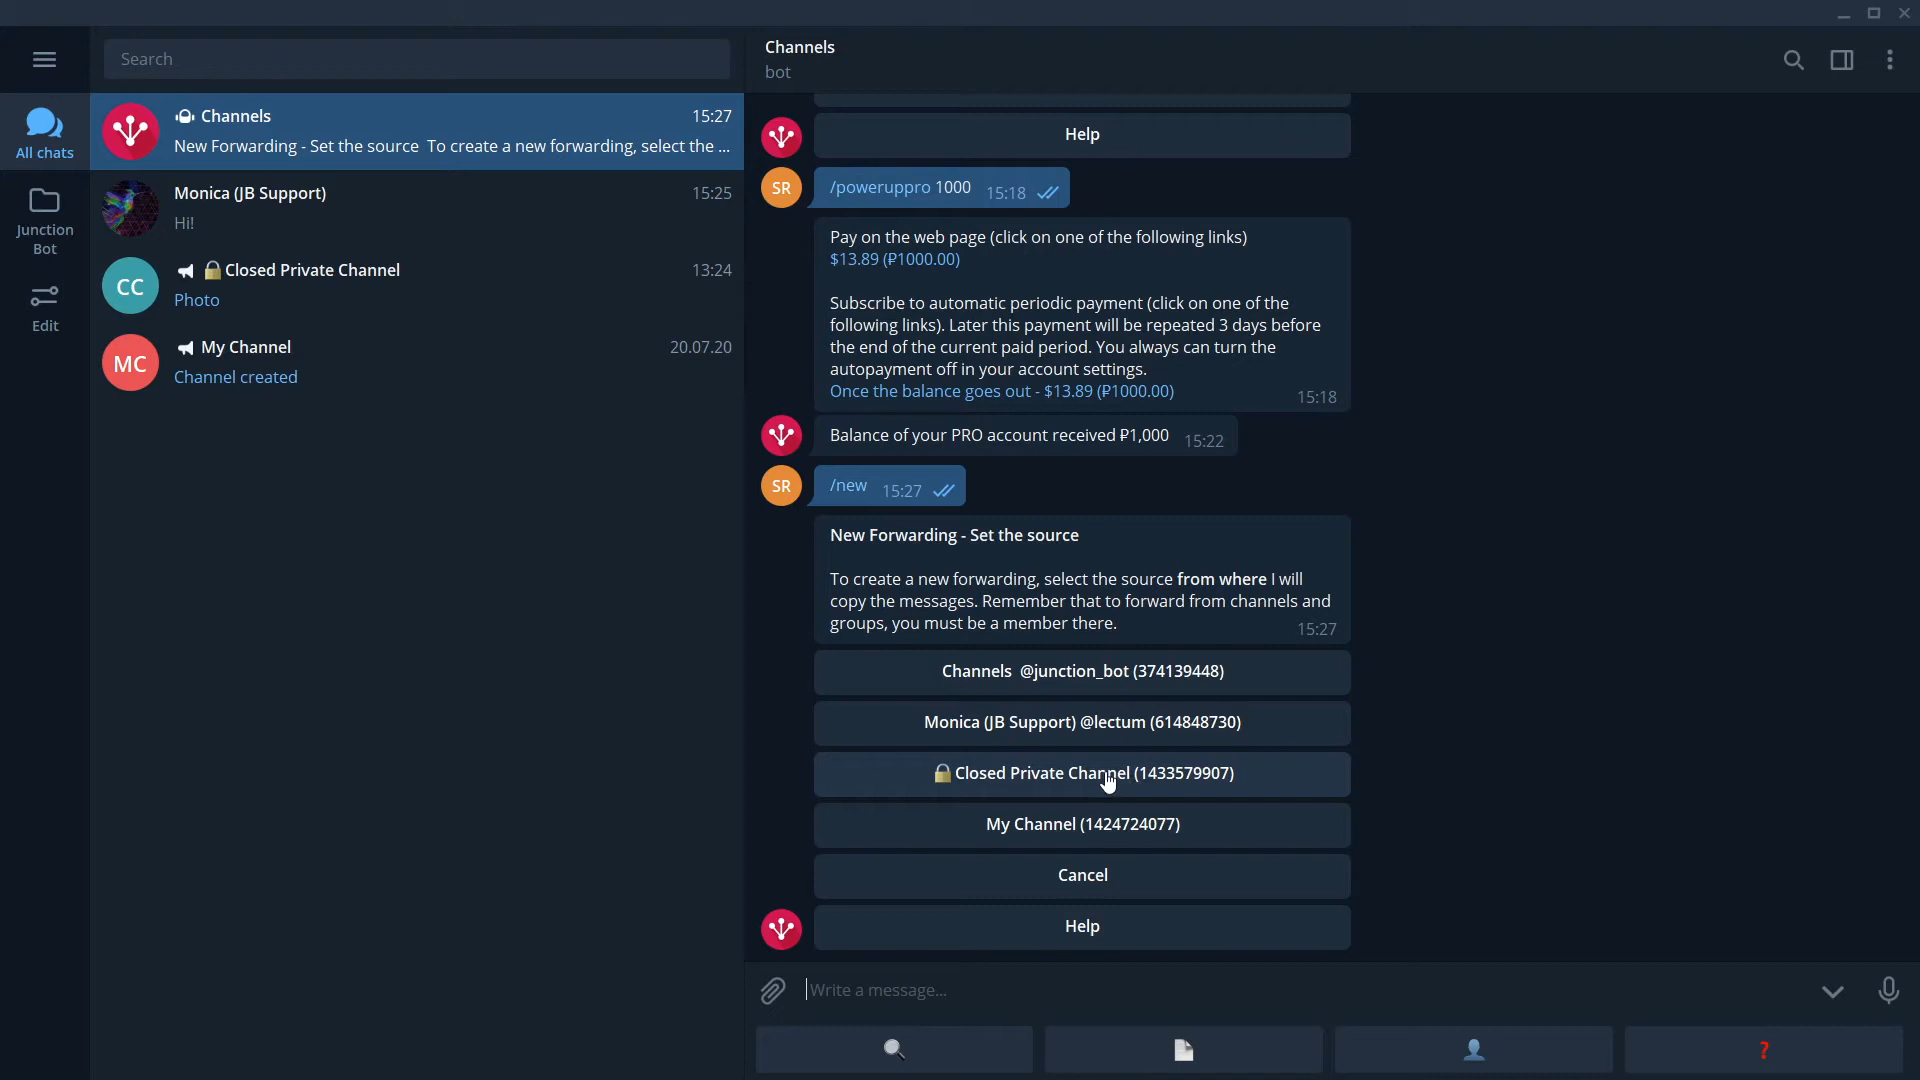 Search
All chats
Junction
Bot
Edit
Channels 15:27
New Forwarding - Set the source To create a new forwarding, select the ...
Monica (JB Support) 15:25
Hi!
CC
🔒Closed Private Channel 13:24
Photo
MC
My Channel 20.07.20
Channel created
Channels
bot
Help
SR
/poweruppro 1000 15:18
Pay on the web page (click on one of the following links)
$13.89 (₽1000.00)
Subscribe to automatic periodic payment (click on one of the
following links). Later this payment will be repeated 3 days before
the end of the current paid period. You always can turn the
autopayment off in your account settings.
Once the balance goes out - $13.89 (₽1000.00) 15:18
Balance of your PRO account received ₽1,000 15:22
SR
/new 15:27
New Forwarding - Set the source
To create a new forwarding, select the source from where I will
copy the messages. Remember that to forward from channels and
groups, you must be a member there. 15:27
Channels @junction_bot (374139448)
Monica (JB Support) @lectum (614848730)
🔒Closed Private Channel (1433579907)
My Channel (1424724077)
Cancel
Help
Write a message...
?